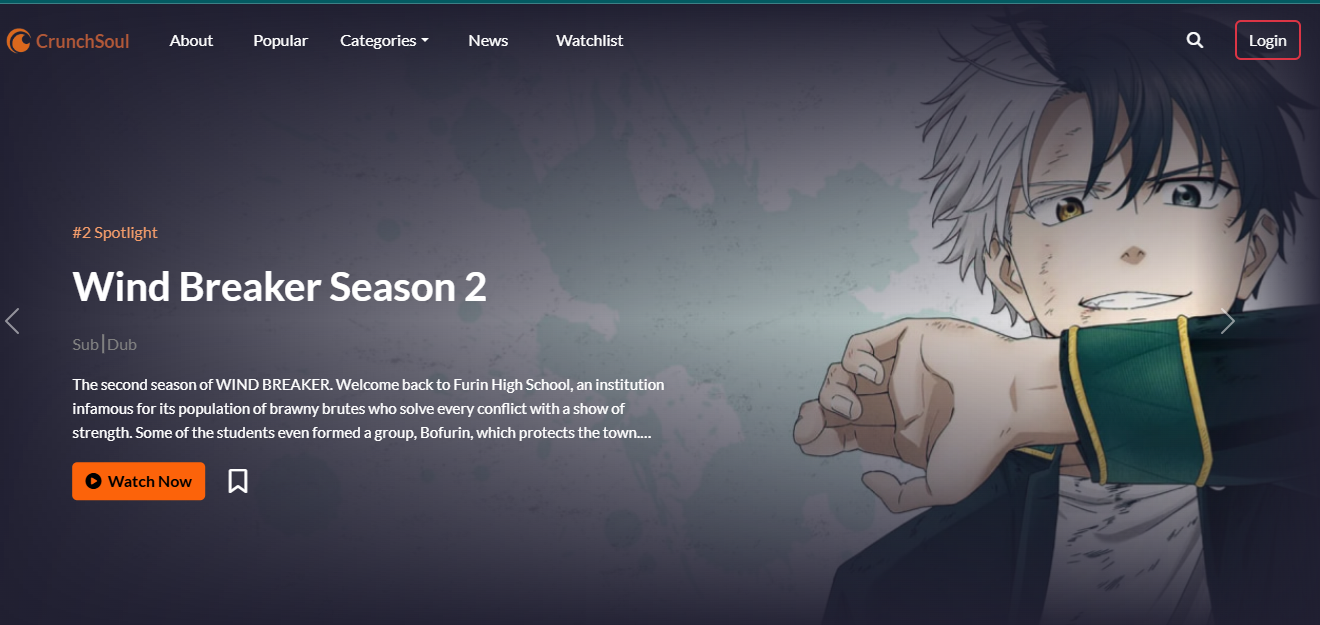 CrunchSoul About Popular Categories News Watchlist Login
#2 Spotlight
Wind Breaker Season 2
Sub|Dub
The second season of WIND BREAKER. Welcome back to Furin High School, an institution
infamous for its population of brawny brutes who solve every conflict with a show of
strength. Some of the students even formed a group, Bofurin, which protects the town....
Watch Now